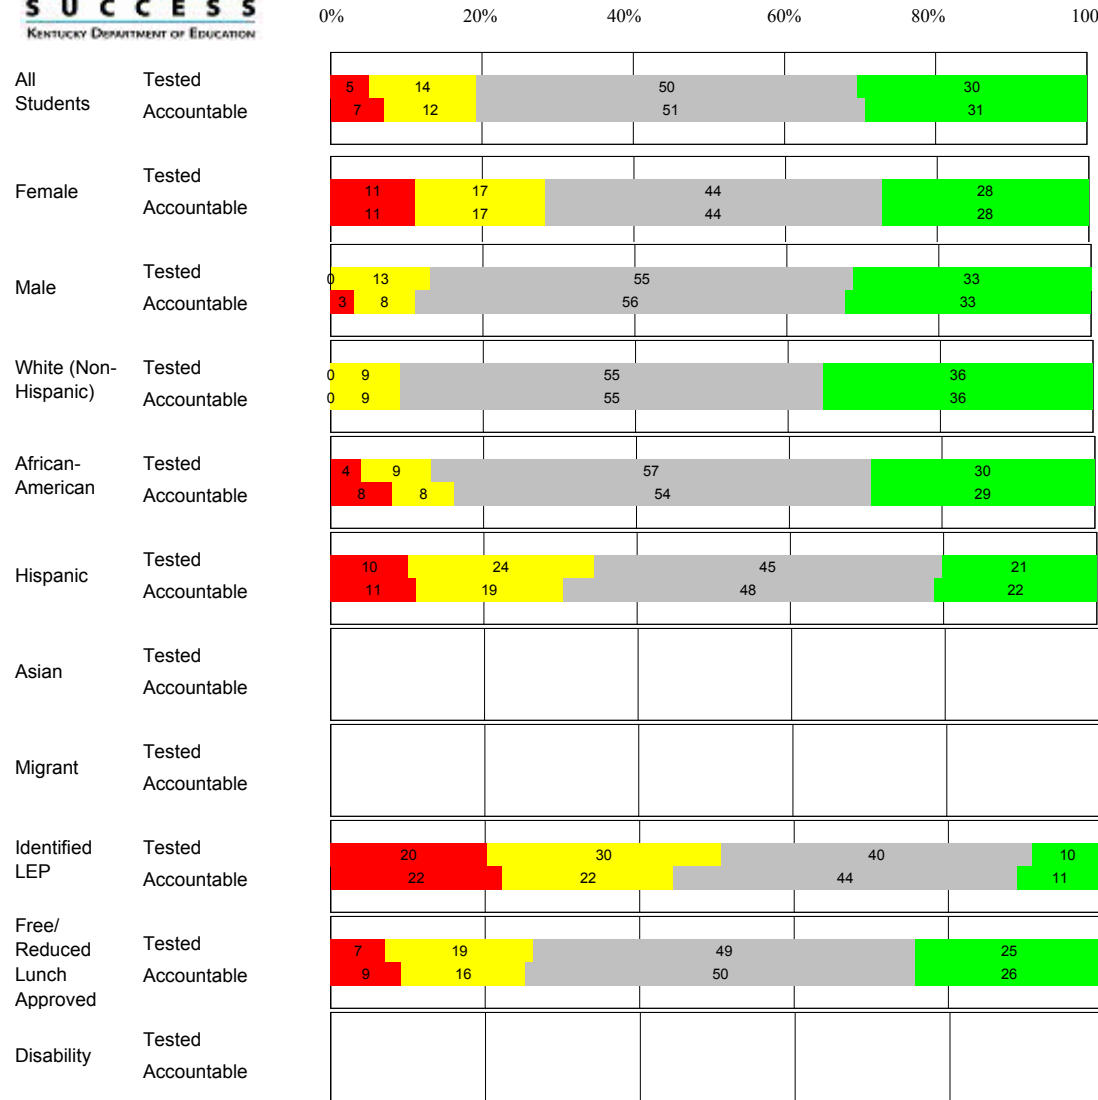 SUCCESS
KENTUCKY DEPARTMENT OF EDUCATION
0% 20% 40% 60% 80% 100
All Students
Tested 5 14 50 30
Accountable 7 12 51 31
Female
Tested 11 17 44 28
Accountable 11 17 44 28
Male
Tested 0 13 55 33
Accountable 3 8 56 33
White (Non-
Hispanic)
Tested 0 9 55 36
Accountable 0 9 55 36
African-
American
Tested 4 9 57 30
Accountable 8 8 54 29
Hispanic
Tested 10 24 45 21
Accountable 11 19 48 22
Asian
Tested
Accountable
Migrant
Tested
Accountable
Identified
LEP
Tested 20 30 40 10
Accountable 22 22 44 11
Free/
Reduced
Lunch
Approved
Tested 7 19 49 25
Accountable 9 16 50 26
Disability
Tested
Accountable